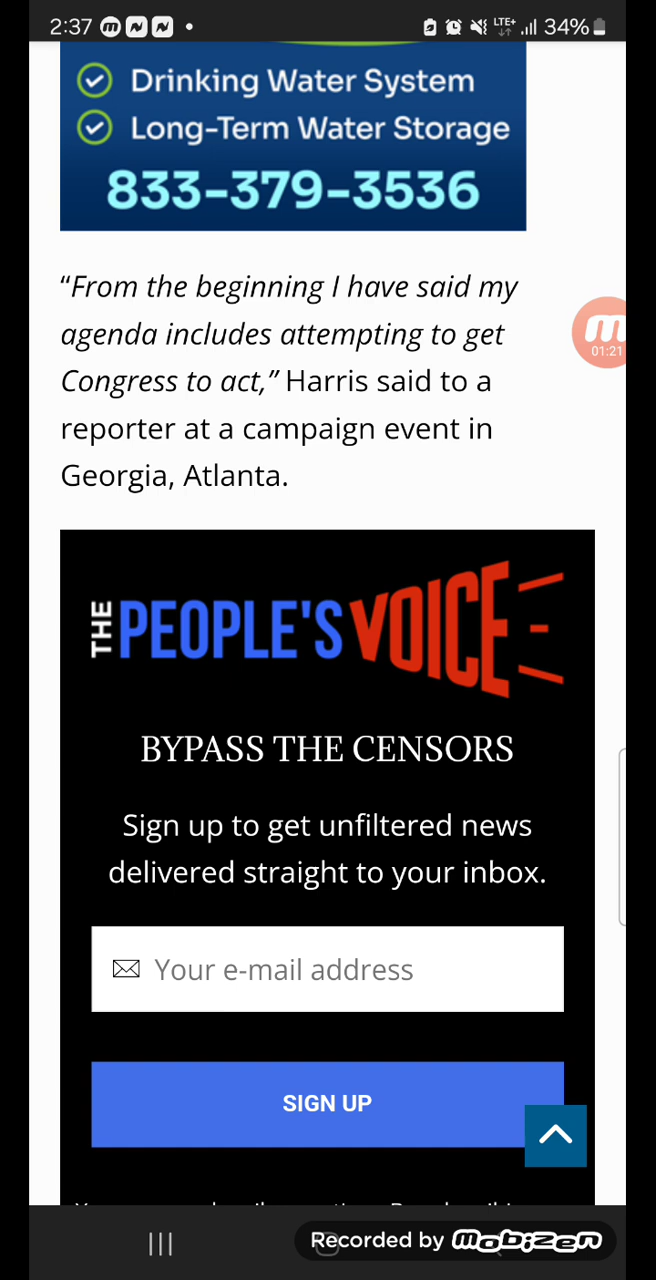 2:37
LTE+
34%
Drinking Water System
Long-Term Water Storage
833-379-3536
“From the beginning I have said my
agenda includes attempting to get
Congress to act,” Harris said to a
reporter at a campaign event in
Georgia, Atlanta.
01:21
THE PEOPLE'S VOICE
BYPASS THE CENSORS
Sign up to get unfiltered news
delivered straight to your inbox.
Your e-mail address
SIGN UP
Recorded by mobizen